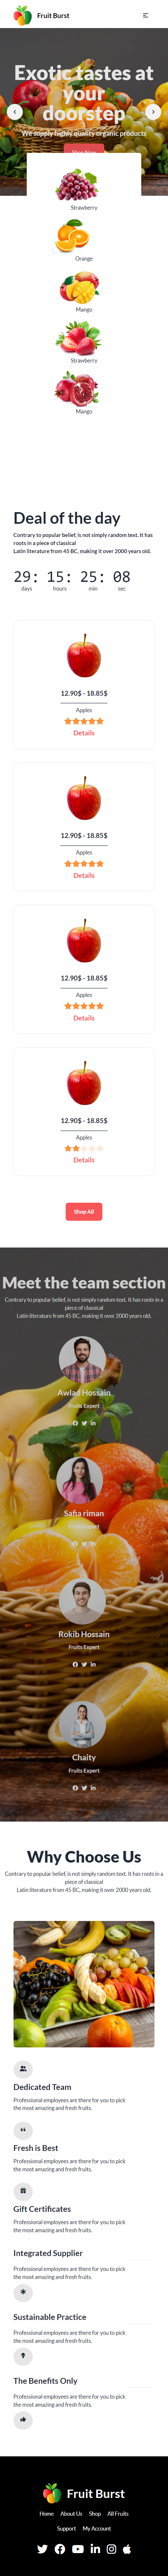 Fruit Burst
Exotic tastes at
your
doorstep
We supply highly quality organic products
Shop Now
Strawberry
Orange
Mango
Strawberry
Mango
Deal of the day
Contrary to popular belief, is not simply random text. It has
roots in a piece of classical
Latin literature from 45 BC, making it over 2000 years old.
29: 15: 25: 08
days hours min sec
12.90$ - 18.85$
Apples
Details
12.90$ - 18.85$
Apples
Details
12.90$ - 18.85$
Apples
Details
12.90$ - 18.85$
Apples
Details
Shop All
Meet the team section
Contrary to popular belief, is not simply random text. It has roots in a
piece of classical
Latin literature from 45 BC, making it over 2000 years old.
Awlad Hossain
Fruits Expert
Safia riman
Rokib Hossain
Fruits Expert
Chaity
Fruits Expert
Why Choose Us
Contrary to popular belief, is not simply random text. It has roots in a
piece of classical
Latin literature from 45 BC, making it over 2000 years old.
Dedicated Team
Professional employees are there for you to pick
the most amazing and fresh fruits.
Fresh is Best
Professional employees are there for you to pick
the most amazing and fresh fruits.
Gift Certificates
Professional employees are there for you to pick
the most amazing and fresh fruits.
Integrated Supplier
Professional employees are there for you to pick
the most amazing and fresh fruits.
Sustainable Practice
Professional employees are there for you to pick
the most amazing and fresh fruits.
The Benefits Only
Professional employees are there for you to pick
the most amazing and fresh fruits.
Fruit Burst
Home About Us Shop All Fruits
Support My Account